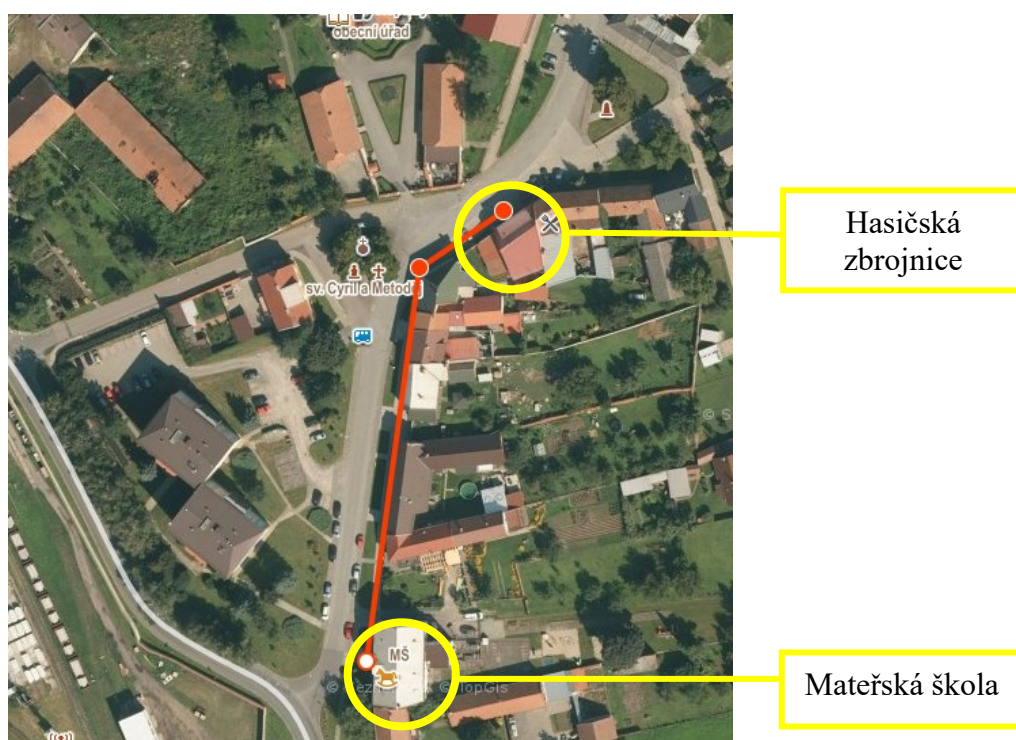 obecní úřad
Hasičská
zbrojnice
sv. Cyril a Metoděj
MŠ
Mateřská škola